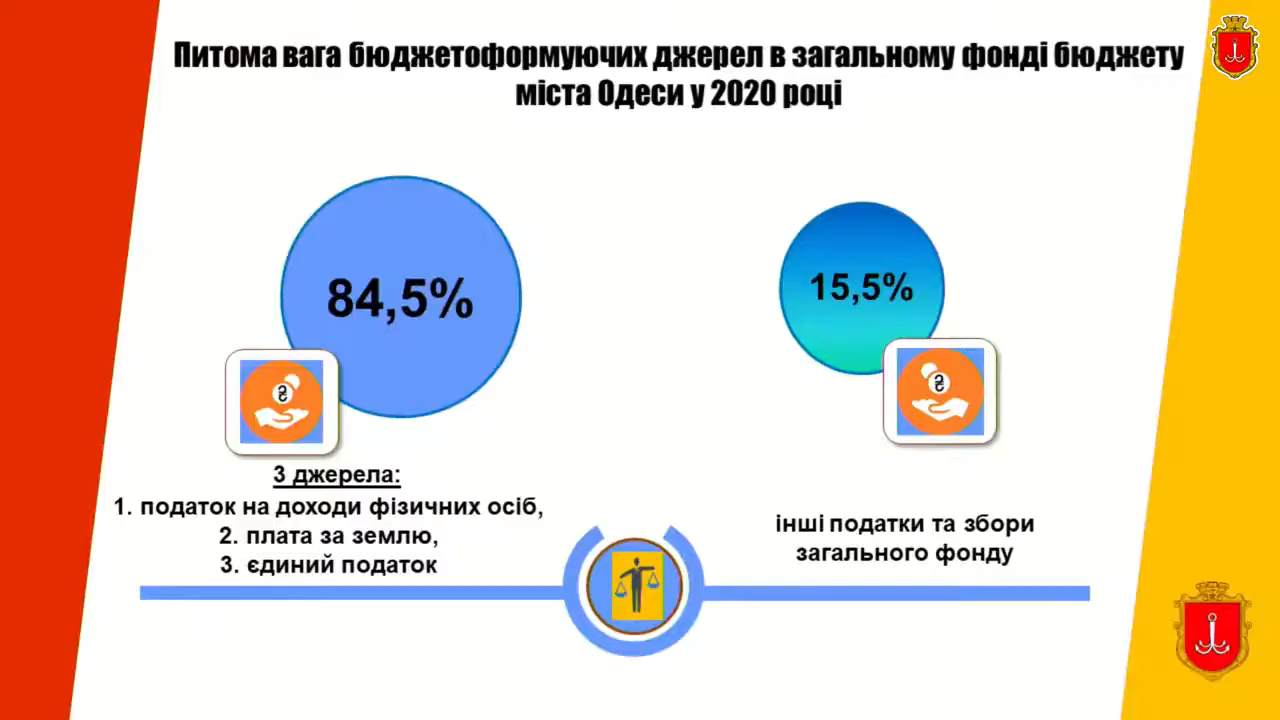 Питома вага бюджетоформуючих джерел в загальному фонді бюджету
міста Одеси у 2020 році
84,5%
15,5%
₴
₴
3 джерела:
1. податок на доходи фізичних осіб,
2. плата за землю,
3. єдиний податок
інші податки та збори
загального фонду